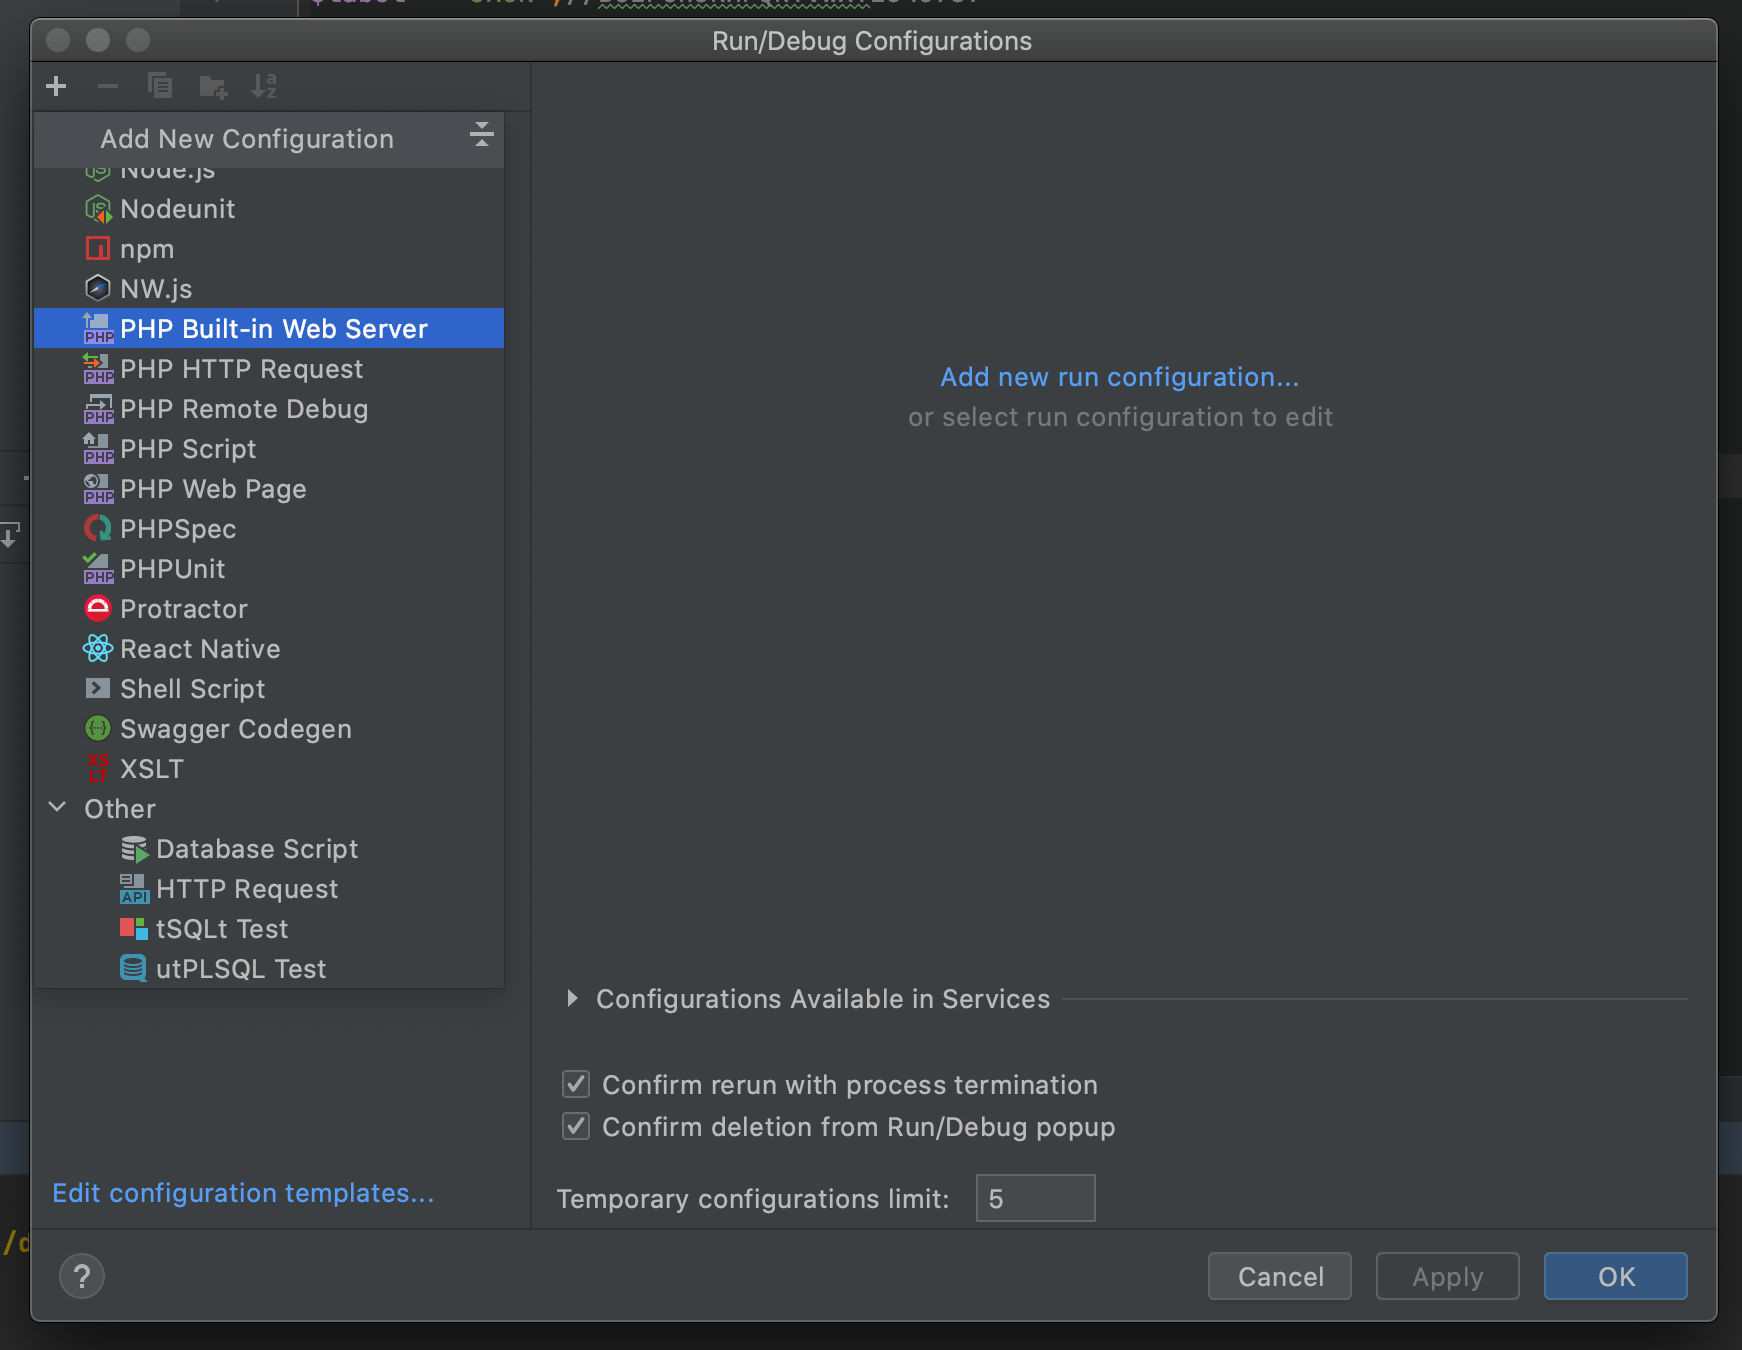 Run/Debug Configurations
Add New Configuration
Node.js
Nodeunit
npm
NW.js
PHP Built-in Web Server
PHP HTTP Request
PHP Remote Debug
PHP Script
PHP Web Page
PHPSpec
PHPUnit
Protractor
React Native
Shell Script
Swagger Codegen
XSLT
Other
Database Script
HTTP Request
tSQLt Test
utPLSQL Test
Edit configuration templates...
Add new run configuration...
or select run configuration to edit
Configurations Available in Services
Confirm rerun with process termination
Confirm deletion from Run/Debug popup
Temporary configurations limit: 5
?
Cancel
Apply
OK